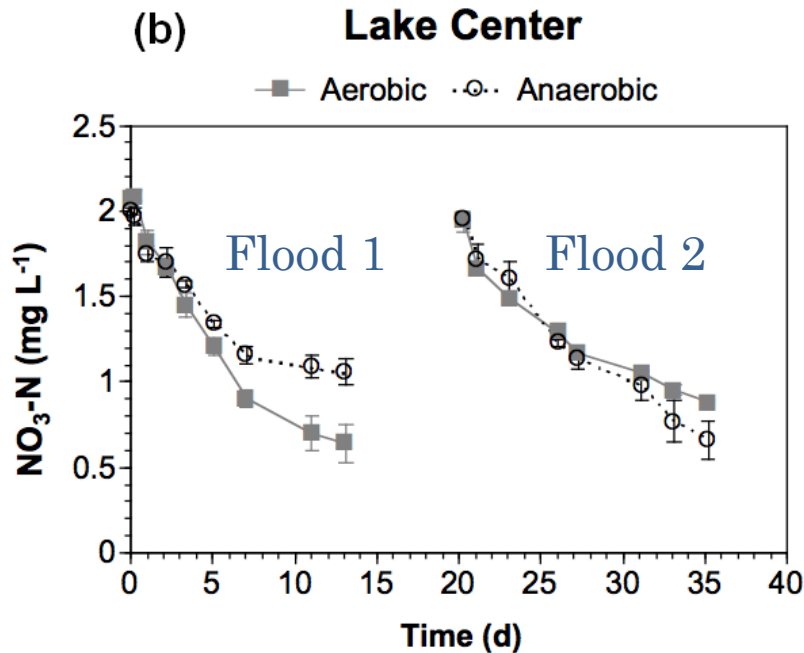 (b) Lake Center
Aerobic Anaerobic
2.5
2
1.5
1
0.5
0
NO₃-N (mg L⁻¹)
Flood 1 Flood 2
0 5 10 15 20 25 30 35 40
Time (d)